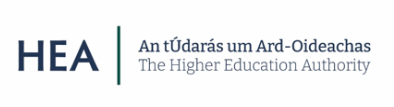 HEA
An tÚdarás um Ard-Oideachas
The Higher Education Authority